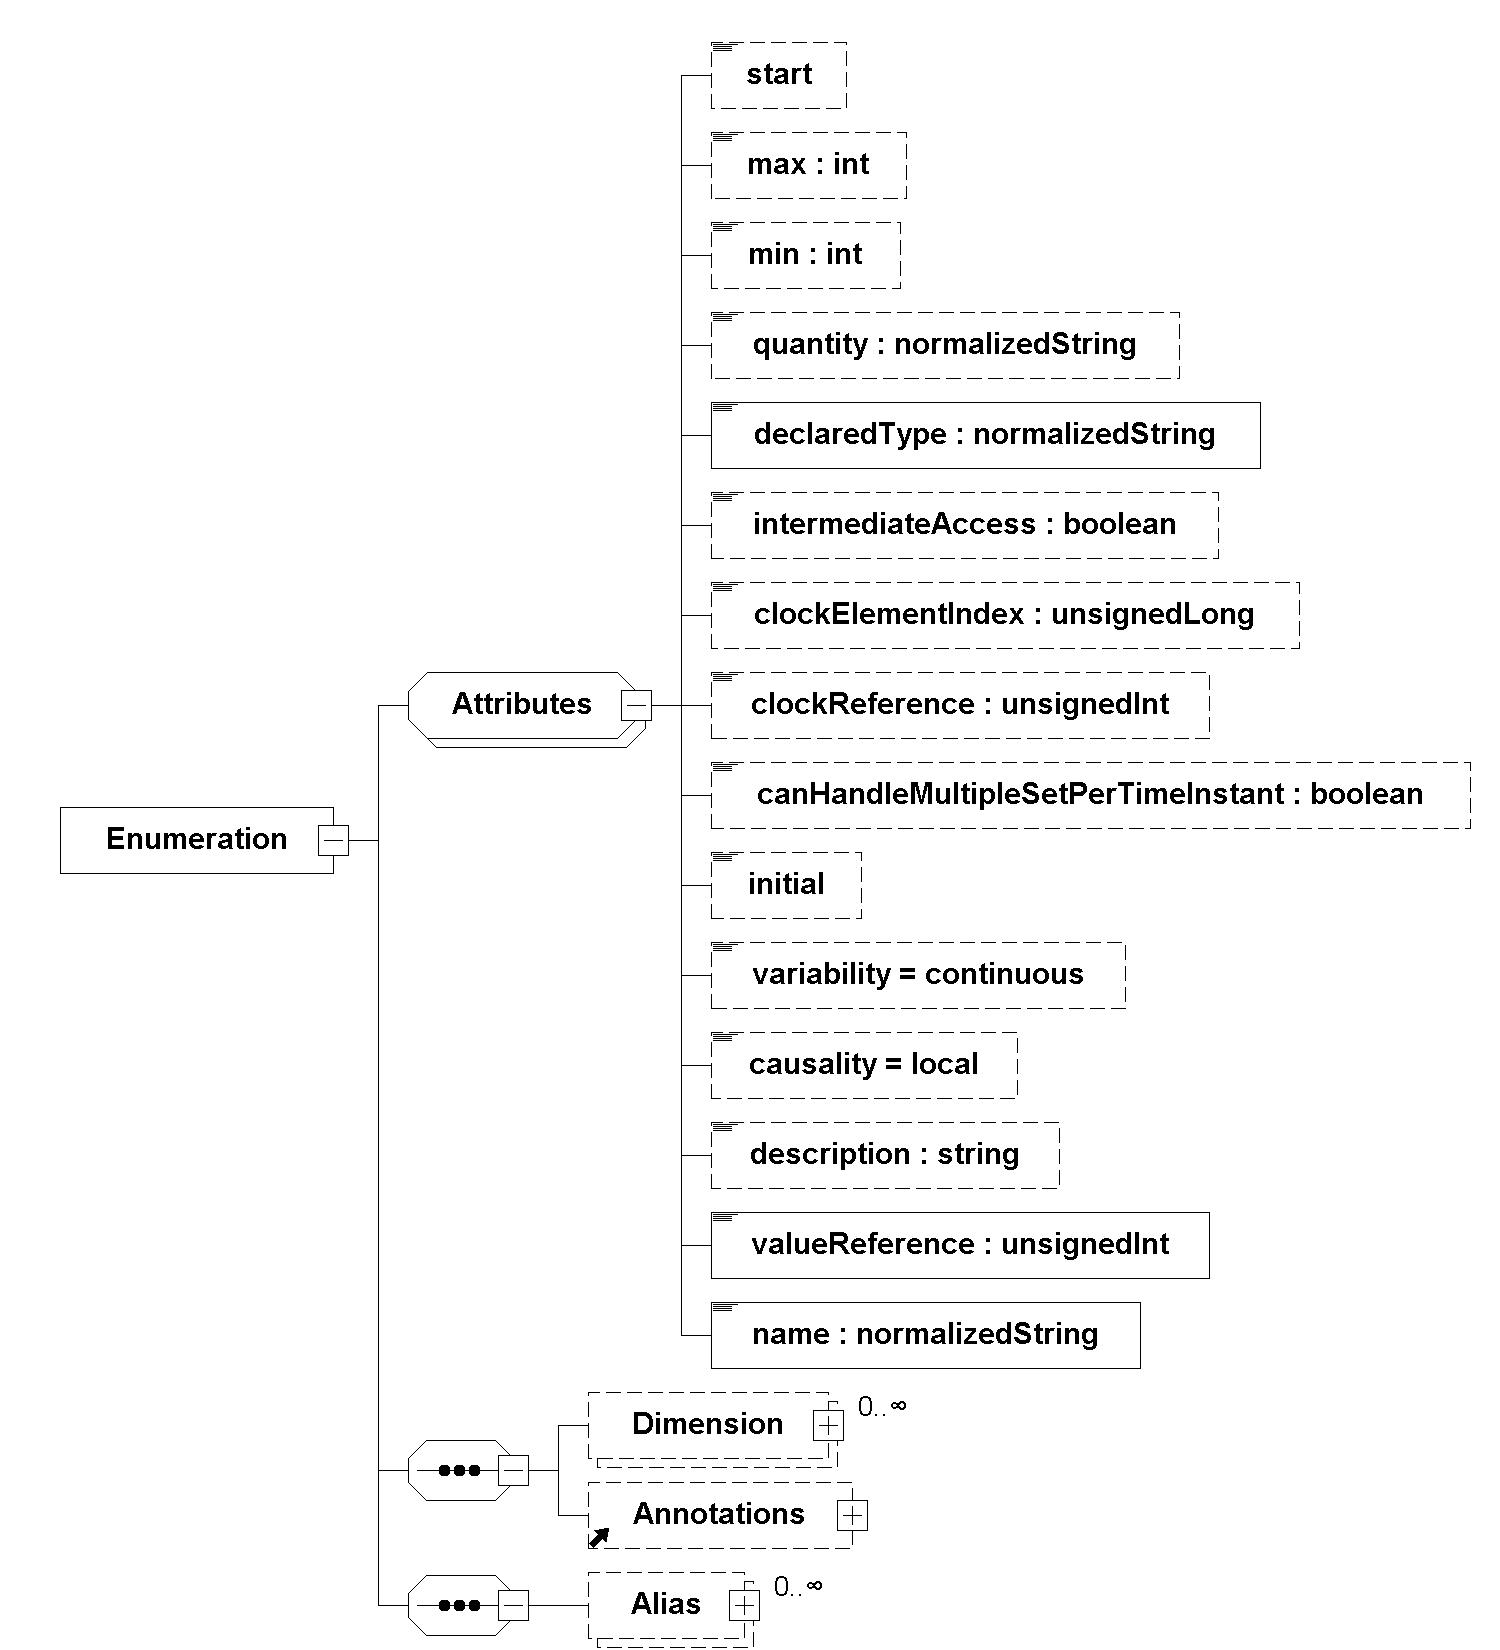 start
max : int
min : int
quantity : normalizedString
declaredType : normalizedString
intermediateAccess : boolean
clockElementIndex : unsignedLong
Attributes
clockReference : unsignedInt
canHandleMultipleSetPerTimeInstant : boolean
Enumeration
initial
variability = continuous
causality = local
description : string
valueReference : unsignedInt
name : normalizedString
0..∞
Dimension
Annotations
0..∞
Alias